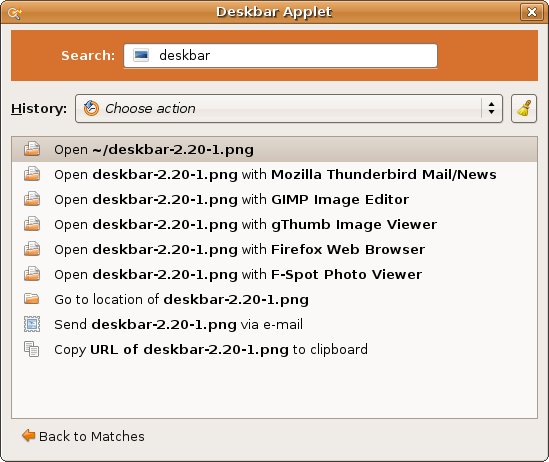 Deskbar Applet
Search: deskbar
History: Choose action
Open ~/deskbar-2.20-1.png
Open deskbar-2.20-1.png with Mozilla Thunderbird Mail/News
Open deskbar-2.20-1.png with GIMP Image Editor
Open deskbar-2.20-1.png with gThumb Image Viewer
Open deskbar-2.20-1.png with Firefox Web Browser
Open deskbar-2.20-1.png with F-Spot Photo Viewer
Go to location of deskbar-2.20-1.png
Send deskbar-2.20-1.png via e-mail
Copy URL of deskbar-2.20-1.png to clipboard
Back to Matches